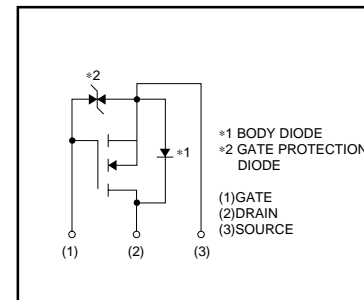 ∗2
∗1
∗1 BODY DIODE
∗2 GATE PROTECTION
DIODE
(1)GATE
(2)DRAIN
(3)SOURCE
(1) (2) (3)